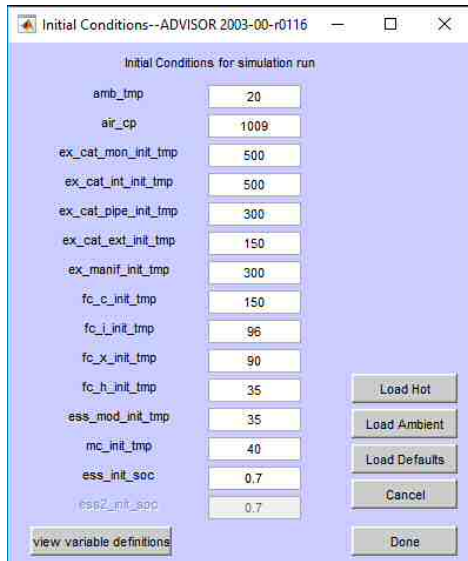 Initial Conditions--ADVISOR 2003-00-r0116
Initial Conditions for simulation run
amb_tmp 20
air_cp 1009
ex_cat_mon_init_tmp 500
ex_cat_int_init_tmp 500
ex_cat_pipe_init_tmp 300
ex_cat_ext_init_tmp 150
ex_manif_init_tmp 300
fc_c_init_tmp 150
fc_i_init_tmp 96
fc_x_init_tmp 90
fc_h_init_tmp 35 Load Hot
ess_mod_init_tmp 35 Load Ambient
mc_init_tmp 40 Load Defaults
ess_init_soc 0.7 Cancel
ess2_init_soc 0.7
view variable definitions Done